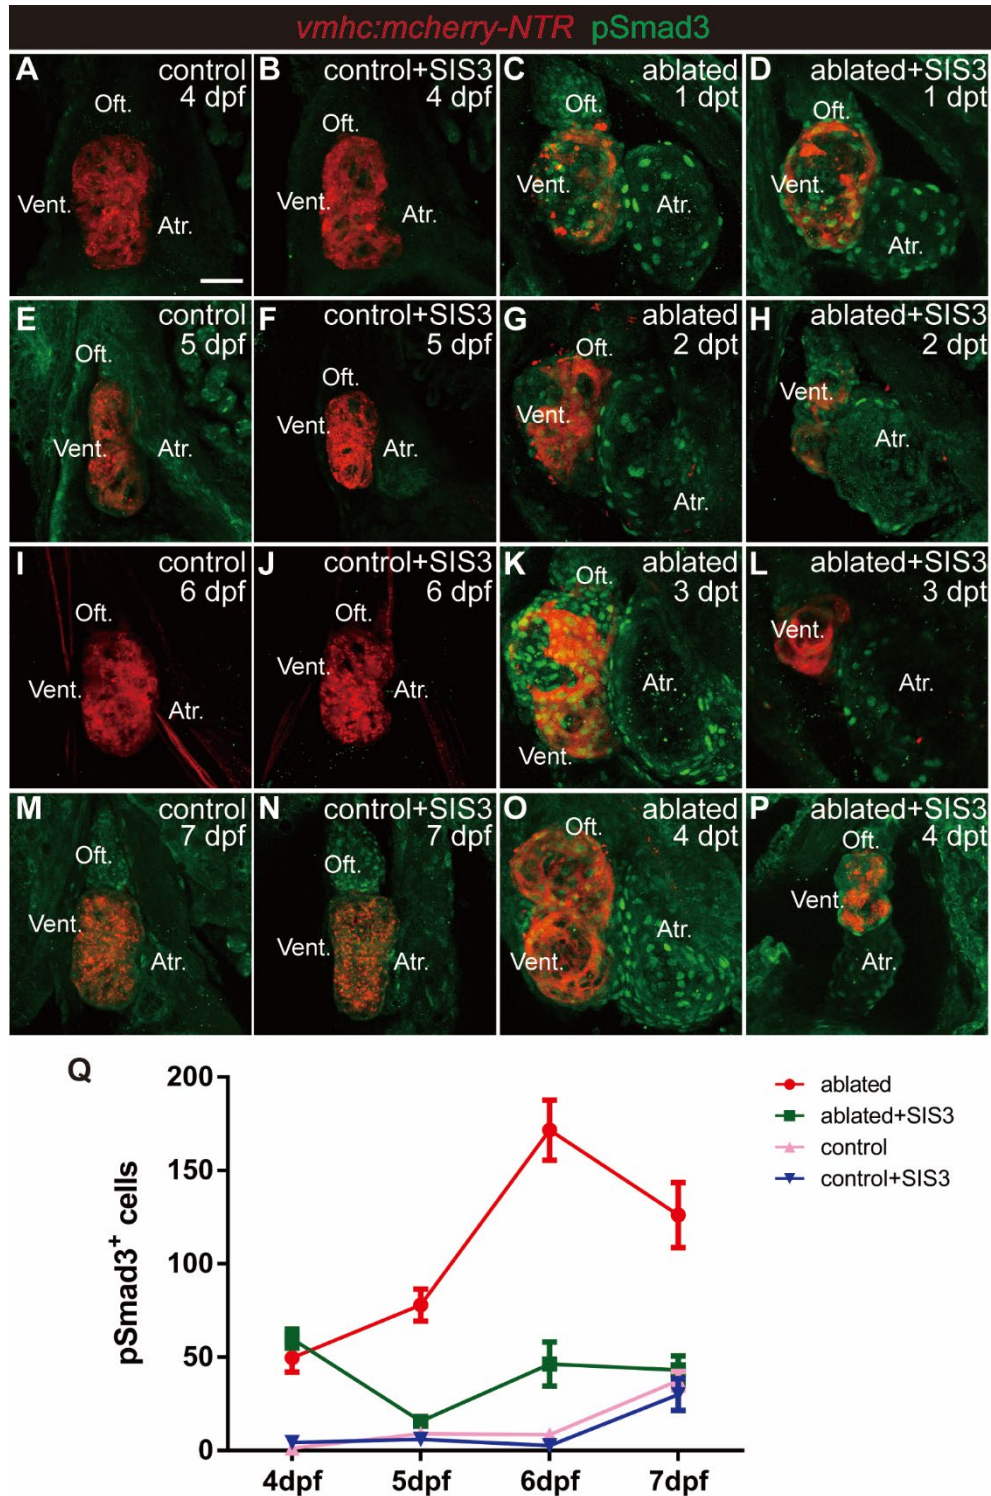 vmhc:mcherry-NTR pSmad3
A control 4 dpf Oft. Vent. Atr.
B control+SIS3 4 dpf Oft. Vent. Atr.
C ablated 1 dpt Oft. Vent. Atr.
D ablated+SIS3 1 dpt Oft. Vent. Atr.
E control 5 dpf Oft. Vent. Atr.
F control+SIS3 5 dpf Oft. Vent. Atr.
G ablated 2 dpt Oft. Vent. Atr.
H ablated+SIS3 2 dpt Vent. Atr.
I control 6 dpf Oft. Vent. Atr.
J control+SIS3 6 dpf Oft. Vent. Atr.
K ablated 3 dpt Oft. Atr. Vent.
L ablated+SIS3 3 dpt Vent. Atr.
M control 7 dpf Oft. Vent. Atr.
N control+SIS3 7 dpf Oft. Vent. Atr.
O ablated 4 dpt Oft. Vent. Atr.
P ablated+SIS3 4 dpt Oft. Vent. Atr.
Q
pSmad3+ cells
200
150
100
50
0
4dpf 5dpf 6dpf 7dpf
ablated
ablated+SIS3
control
control+SIS3